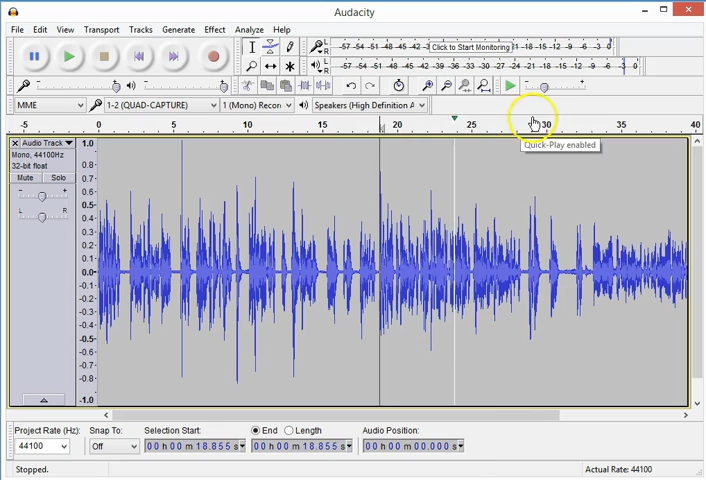 Audacity
File Edit View Transport Tracks Generate Effect Analyze Help
L R -57 -54 -51 -48 -45 -42 Click to Start Monitoring -18 -15 -12 -9 -6 -3 0
L R -57 -54 -51 -48 -45 -42 -39 -36 -33 -30 -27 -24 -21 -18 -15 -12 -9 -6 -3 0
MME 1-2 (QUAD-CAPTURE) 1 (Mono) Recor Speakers (High Definition A
-5 0 5 10 15 20 25 30 35 40
Quick-Play enabled
Audio Track
Mono, 44100Hz
32-bit float
Mute Solo
- +
L R
1.0
0.9
0.8
0.7
0.6
0.5
0.4
0.3
0.2
0.1
0.0
-0.1
-0.2
-0.3
-0.4
-0.5
-0.6
-0.7
-0.8
-1.0
Project Rate (Hz): Snap To: Selection Start: End Length Audio Position:
44100 Off 00 h 00 m 18.855 s 00 h 00 m 18.855 s 00 h 00 m 00.000 s
Stopped. Actual Rate: 44100